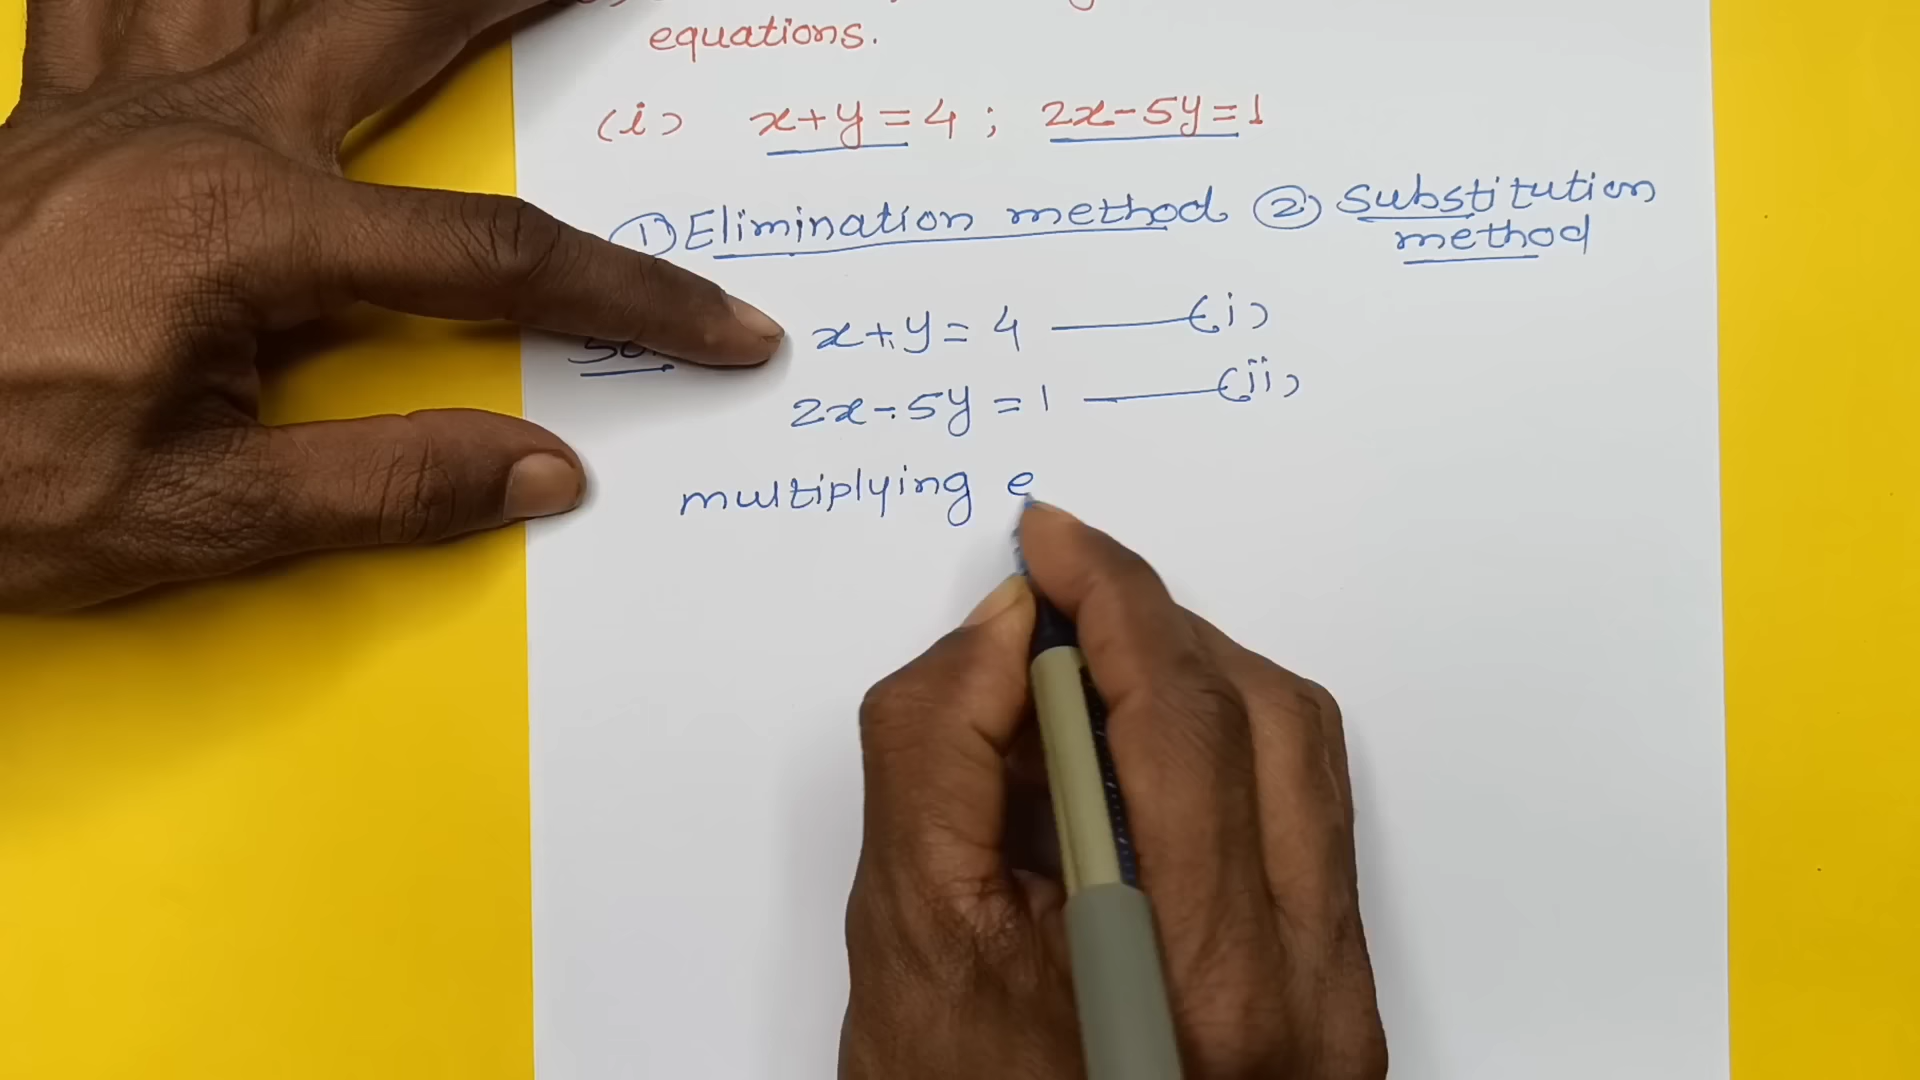 equations.
(i) x+y=4; 2x-5y=1
① Elimination method ② Substitution
method
x+y=4 ———(i)
2x-5y=1 ———(ii)
multiplying e